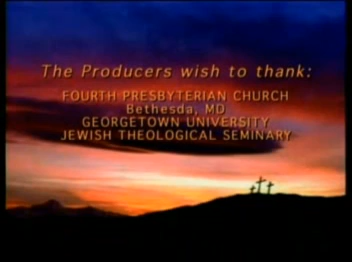 The Producers wish to thank:
FOURTH PRESBYTERIAN CHURCH
Bethesda, MD
GEORGETOWN UNIVERSITY
JEWISH THEOLOGICAL SEMINARY